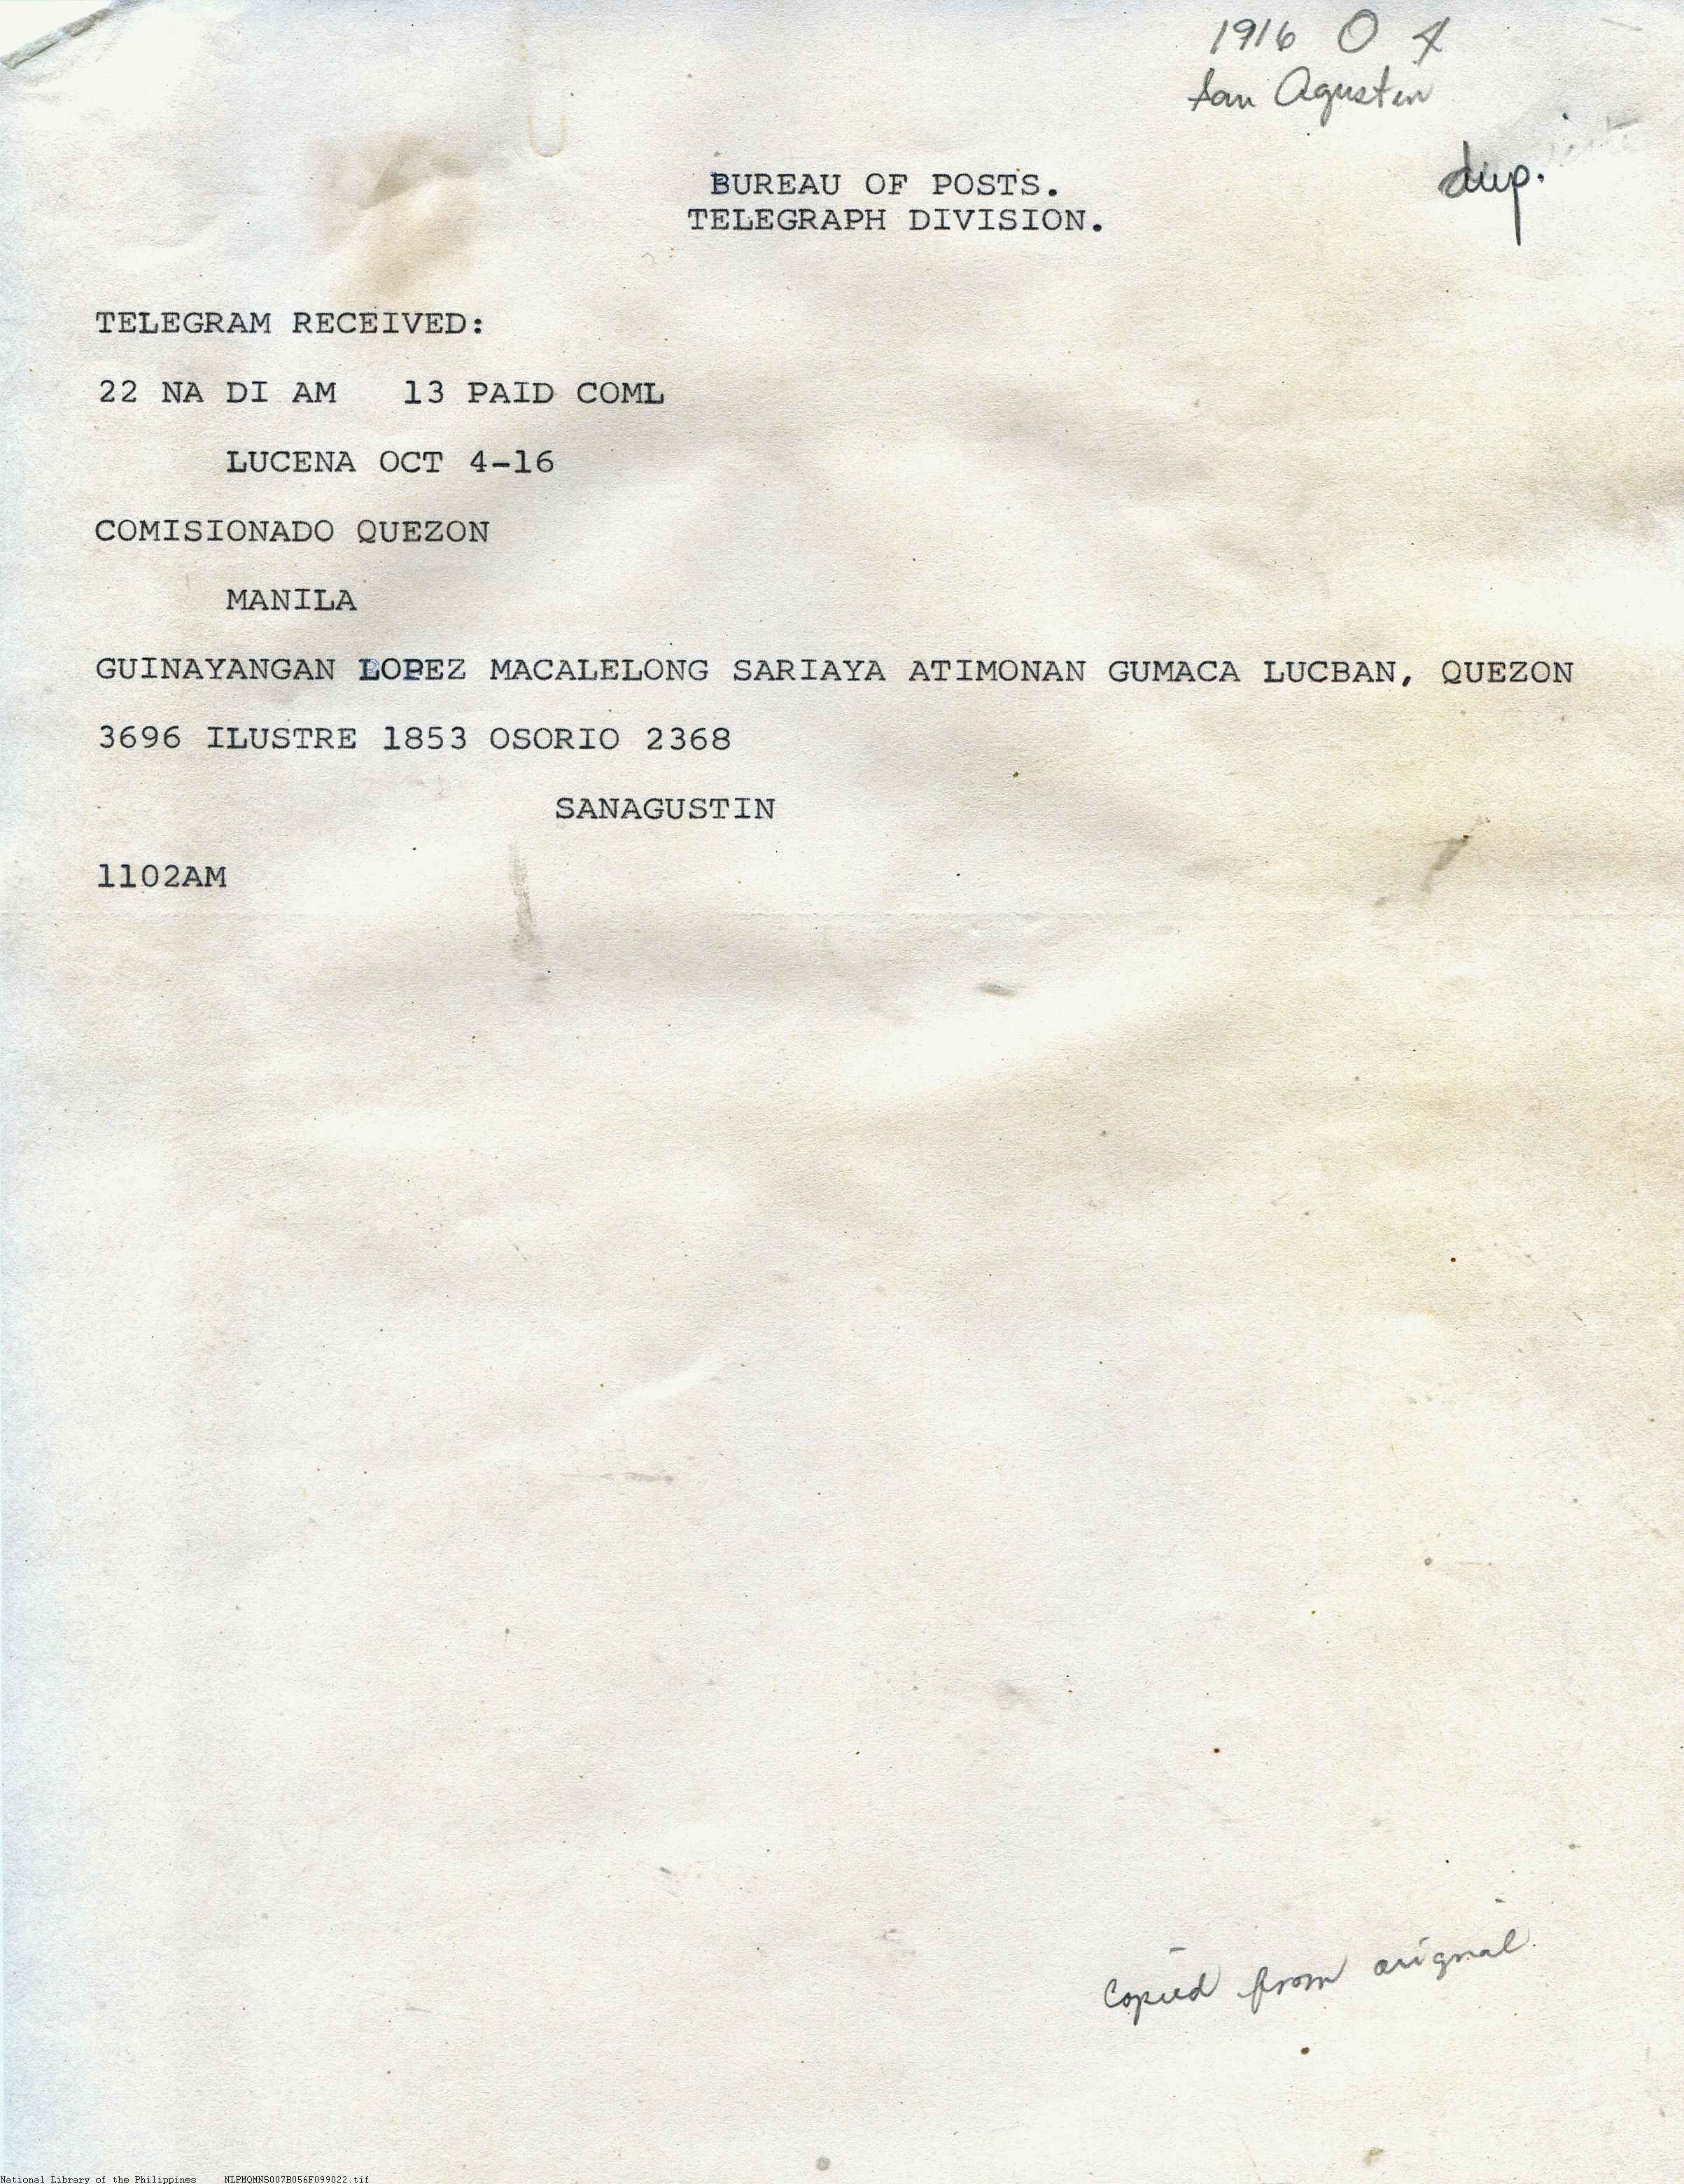 1916 O 4
San Agustin
dup.
BUREAU OF POSTS.
TELEGRAPH DIVISION.
TELEGRAM RECEIVED:
22 NA DI AM 13 PAID COML
LUCENA OCT 4-16
COMISIONADO QUEZON
MANILA
GUINAYANGAN LOPEZ MACALELONG SARIAYA ATIMONAN GUMACA LUCBAN, QUEZON
3696 ILUSTRE 1853 OSORIO 2368
SANAGUSTIN
1102AM
Copied from orignal
National Library of the Philippines NLPMQMNS007B056F099022.tif